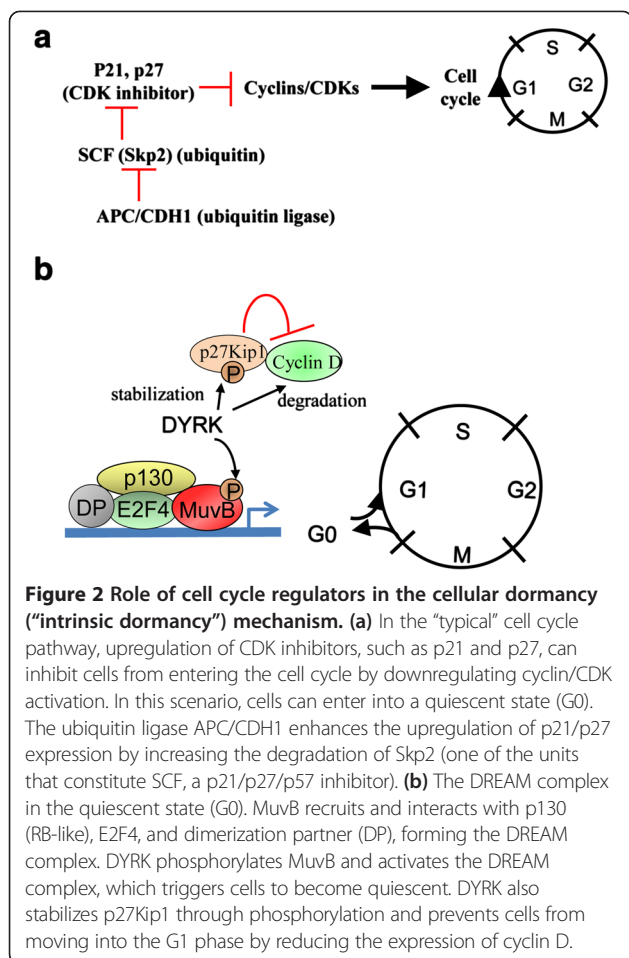 a
P21, p27
(CDK inhibitor)
Cyclins/CDKs
Cell
cycle
S
G1
G2
M
SCF (Skp2) (ubiquitin)
APC/CDH1 (ubiquitin ligase)
b
p27Kip1
P
Cyclin D
stabilization
degradation
DYRK
p130
P
DP
E2F4
MuvB
G0
S
G1
G2
M
Figure 2 Role of cell cycle regulators in the cellular dormancy
("intrinsic dormancy") mechanism. (a) In the "typical" cell cycle
pathway, upregulation of CDK inhibitors, such as p21 and p27, can
inhibit cells from entering the cell cycle by downregulating cyclin/CDK
activation. In this scenario, cells can enter into a quiescent state (G0).
The ubiquitin ligase APC/CDH1 enhances the upregulation of p21/p27
expression by increasing the degradation of Skp2 (one of the units
that constitute SCF, a p21/p27/p57 inhibitor). (b) The DREAM complex
in the quiescent state (G0). MuvB recruits and interacts with p130
(RB-like), E2F4, and dimerization partner (DP), forming the DREAM
complex. DYRK phosphorylates MuvB and activates the DREAM
complex, which triggers cells to become quiescent. DYRK also
stabilizes p27Kip1 through phosphorylation and prevents cells from
moving into the G1 phase by reducing the expression of cyclin D.